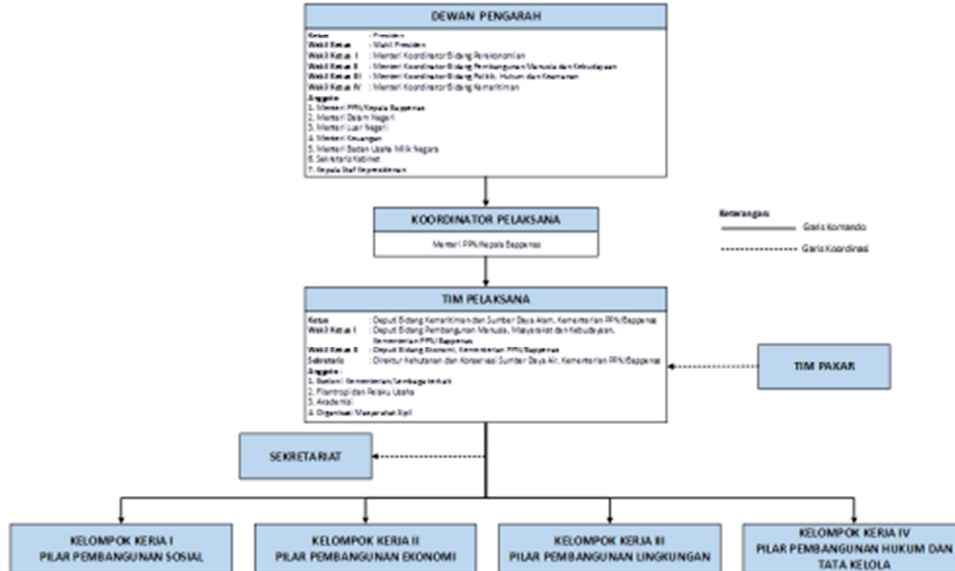 DEWAN PENGARAH
Ketua : Presiden
Wakil Ketua : Wakil Presiden
Wakil Ketua I : Menteri Koordinator Bidang Perekonomian
Wakil Ketua II : Menteri Koordinator Bidang Pembangunan Manusia dan Kebudayaan
Wakil Ketua III : Menteri Koordinator Bidang Politik, Hukum dan Keamanan
Wakil Ketua IV : Menteri Koordinator Bidang Kemaritiman
Anggota
1. Menteri PPN/Kepala Bappenas
2. Menteri Dalam Negeri
3. Menteri Luar Negeri
4. Menteri Keuangan
5. Menteri Badan Usaha Milik Negara
6. Sekretaris Kabinet
7. Kepala Staf Kepresidenan
KOORDINATOR PELAKSANA
Menteri PPN/Kepala Bappenas
Keterangan:
Garis Komando
Garis Koordinasi
TIM PELAKSANA
Ketua : Deputi Bidang Kemaritiman dan Sumber Daya Alam, Kementerian PPN/Bappenas
Wakil Ketua I : Deputi Bidang Pembangunan Manusia, Masyarakat dan Kebudayaan,
Kementerian PPN/Bappenas
Wakil Ketua II : Deputi Bidang Ekonomi, Kementerian PPN/Bappenas
Sekretaris : Direktur Kehutanan dan Konservasi Sumber Daya Air, Kementerian PPN/Bappenas
Anggota :
1. Eselon I Kementerian/Lembaga terkait
2. Filantropi dan Pelaku Usaha
3. Akademisi
4. Organisasi Masyarakat Sipil
TIM PAKAR
SEKRETARIAT
KELOMPOK KERJA I
PILAR PEMBANGUNAN SOSIAL
KELOMPOK KERJA II
PILAR PEMBANGUNAN EKONOMI
KELOMPOK KERJA III
PILAR PEMBANGUNAN LINGKUNGAN
KELOMPOK KERJA IV
PILAR PEMBANGUNAN HUKUM DAN
TATA KELOLA